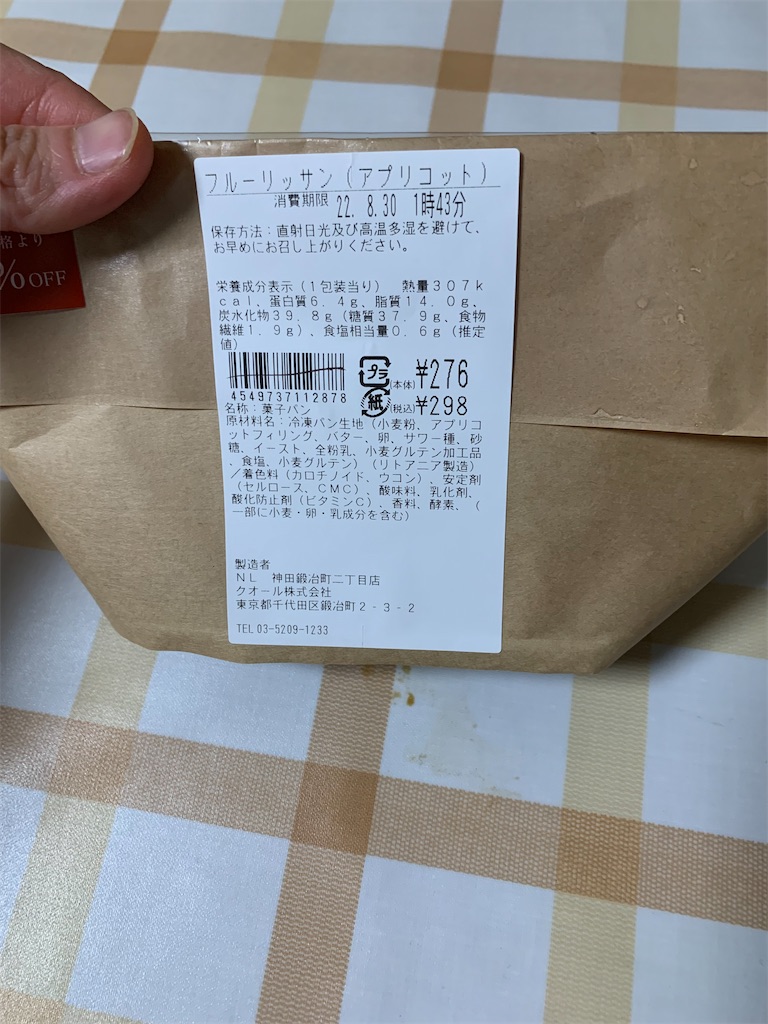 フルーリッサン(アプリコット)
消費期限 22. 8.30 1時43分
保存方法:直射日光及び高温多湿を避けて、
お早めにお召し上がりください。
格より
%OFF
栄養成分表示(1包装当り) 熱量307k
cal、蛋白質6.4g、脂質14.0g、
炭水化物39.8g(糖質37.9g、食物
繊維1.9g)、食塩相当量0.6g(推定
値)
プラ (本体) ¥276
4549737112878
紙 (税込) ¥298
名称:菓子パン
原材料名:冷凍パン生地(小麦粉、アプリコ
ットフィリング、バター、卵、サワー種、砂
糖、イースト、全粉乳、小麦グルテン加工品
、食塩、小麦グルテン)(リトアニア製造)
/着色料(カロチノイド、ウコン)、安定剤
(セルロース、CMC)、酸味料、乳化剤、
酸化防止剤(ビタミンC)、香料、酵素、(
一部に小麦・卵・乳成分を含む)
製造者
NL 神田鍛冶町二丁目店
クオール株式会社
東京都千代田区鍛冶町2-3-2
TEL 03-5209-1233